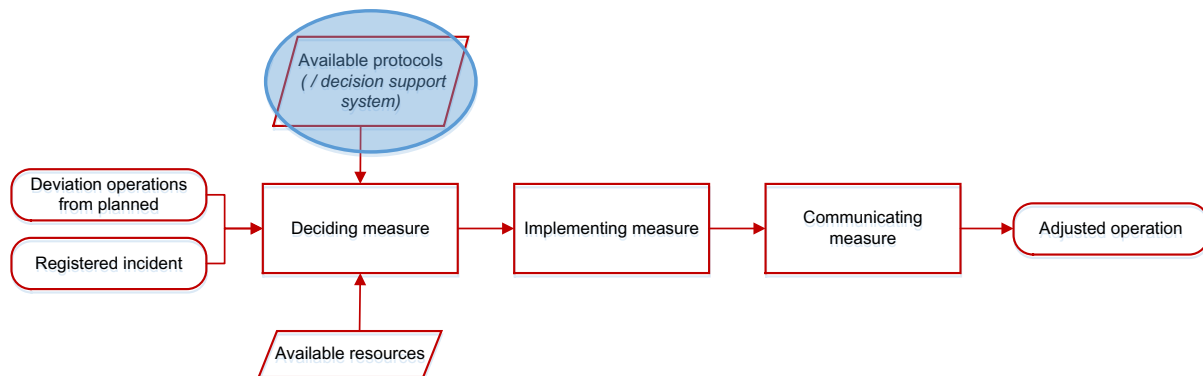 Available protocols
( / decision support
system)
Deviation operations
from planned
Registered incident
Deciding measure
Implementing measure
Communicating
measure
Adjusted operation
Available resources